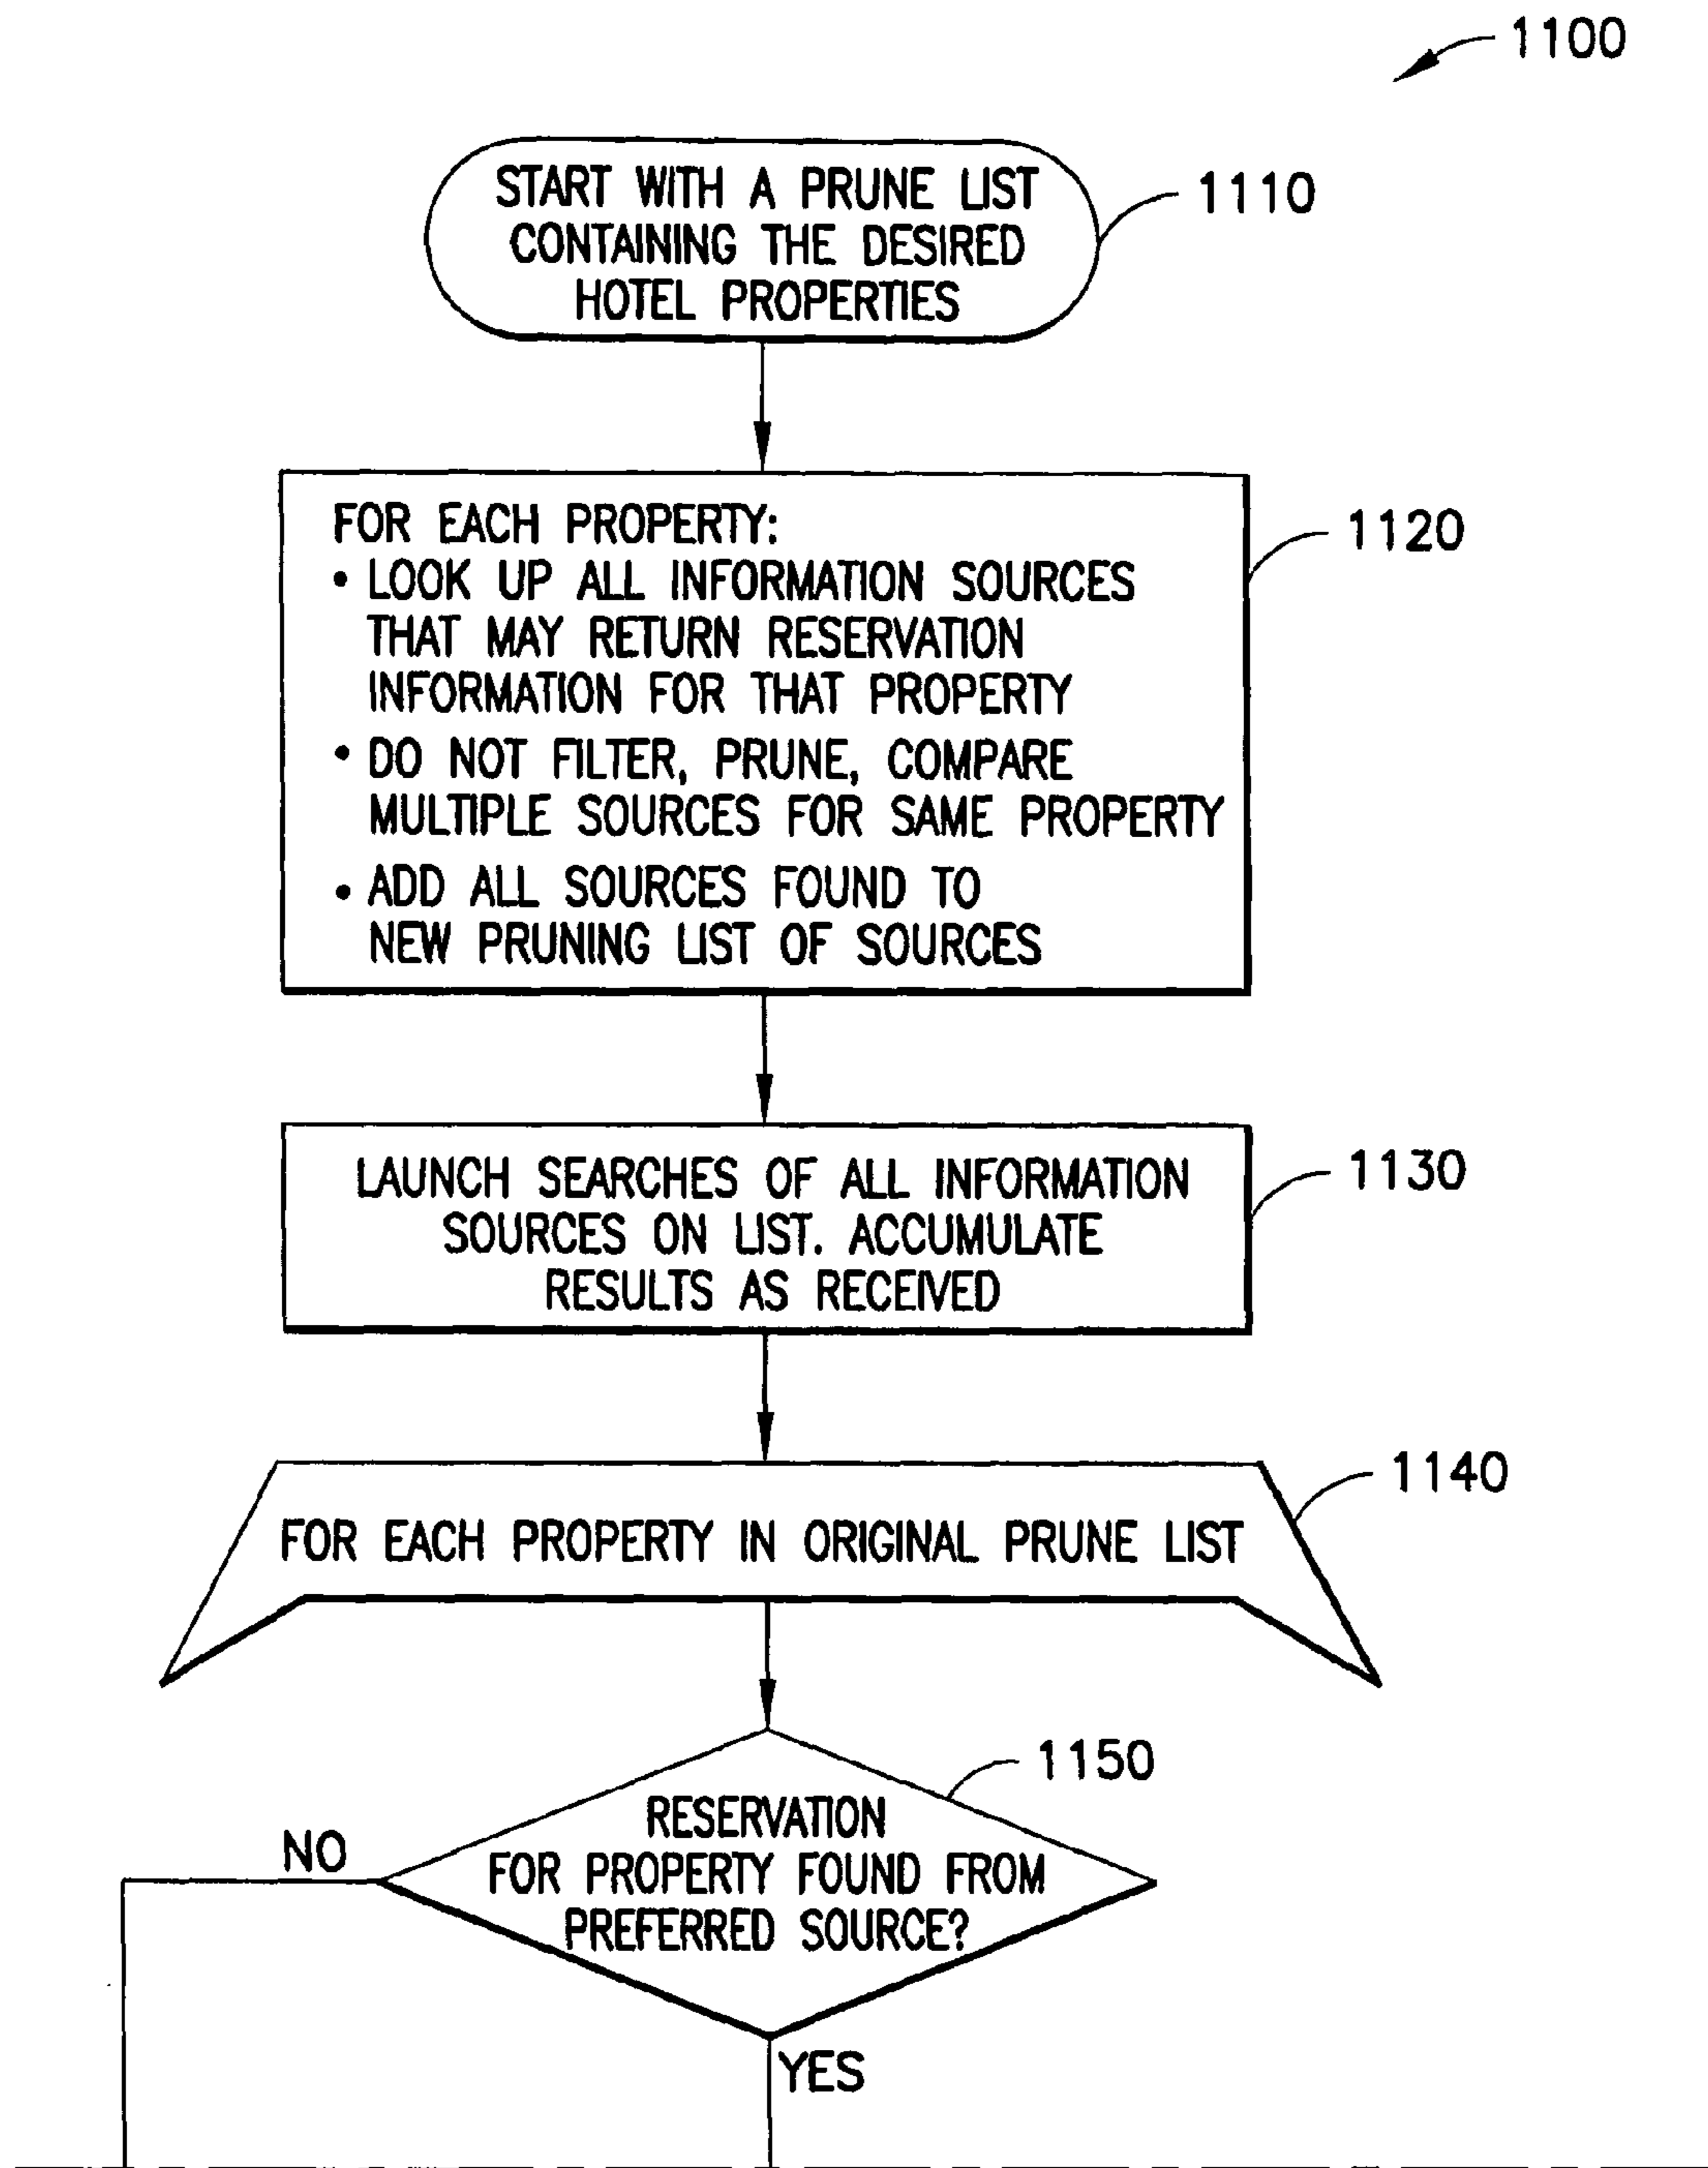 1100
START WITH A PRUNE LIST
CONTAINING THE DESIRED
HOTEL PROPERTIES
1110
FOR EACH PROPERTY:
• LOOK UP ALL INFORMATION SOURCES
THAT MAY RETURN RESERVATION
INFORMATION FOR THAT PROPERTY
• DO NOT FILTER, PRUNE, COMPARE
MULTIPLE SOURCES FOR SAME PROPERTY
• ADD ALL SOURCES FOUND TO
NEW PRUNING LIST OF SOURCES
1120
LAUNCH SEARCHES OF ALL INFORMATION
SOURCES ON LIST. ACCUMULATE
RESULTS AS RECEIVED
1130
FOR EACH PROPERTY IN ORIGINAL PRUNE LIST
1140
RESERVATION
FOR PROPERTY FOUND FROM
PREFERRED SOURCE?
1150
NO
YES